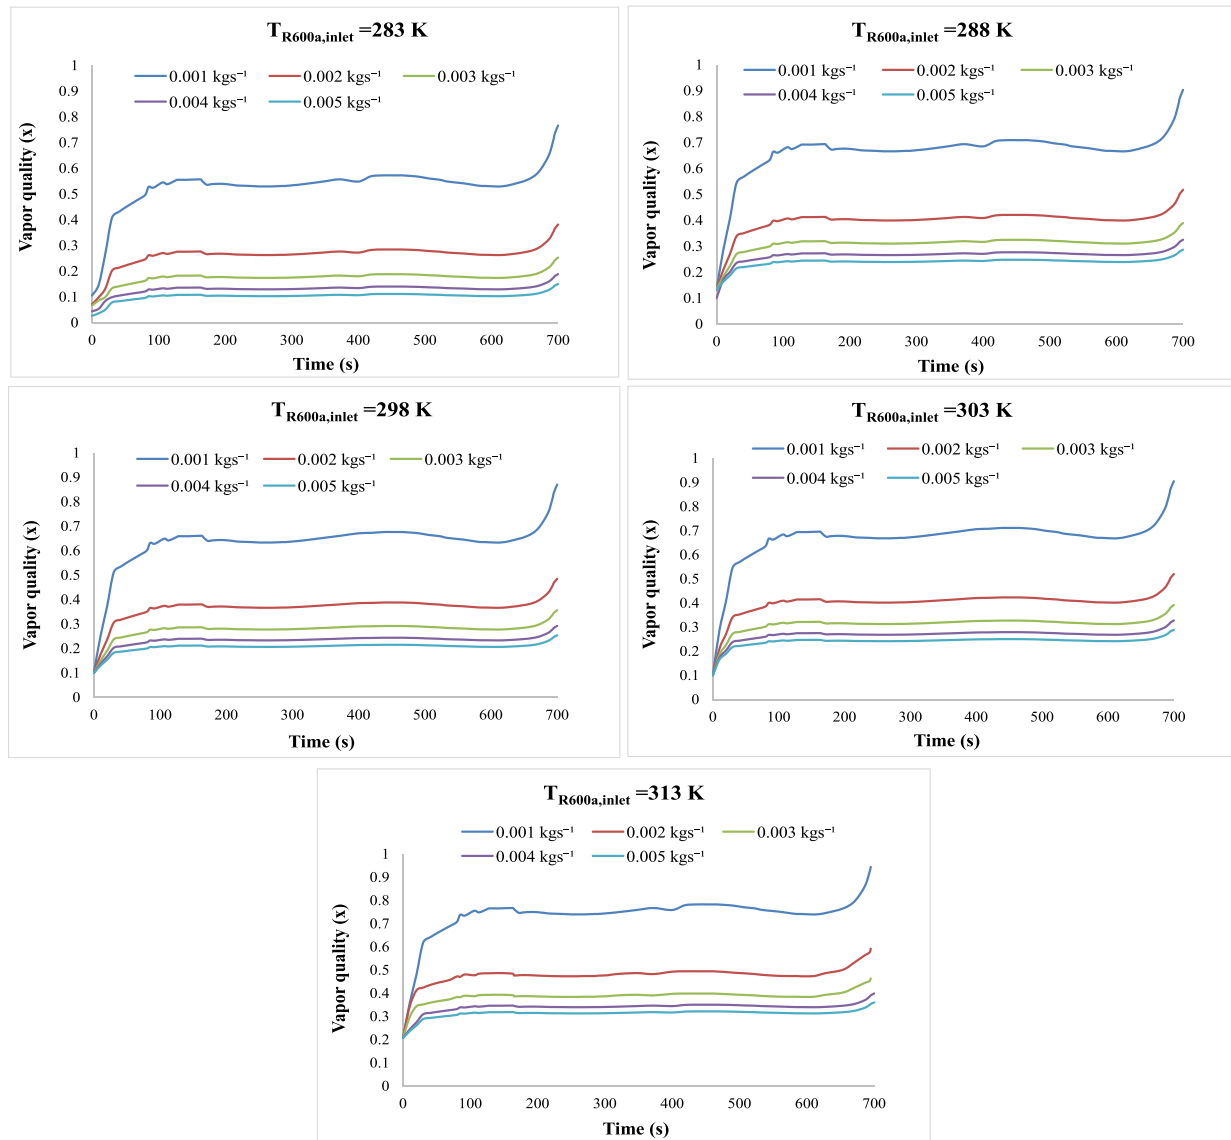 T_R600a,inlet =283 K
0.001 kgs⁻¹ 0.002 kgs⁻¹ 0.003 kgs⁻¹
0.004 kgs⁻¹ 0.005 kgs⁻¹
Vapor quality (x)
1
0.9
0.8
0.7
0.6
0.5
0.4
0.3
0.2
0.1
0
0 100 200 300 400 500 600 700
Time (s)
T_R600a,inlet =288 K
0.001 kgs⁻¹ 0.002 kgs⁻¹ 0.003 kgs⁻¹
0.004 kgs⁻¹ 0.005 kgs⁻¹
Vapor quality (x)
1
0.9
0.8
0.7
0.6
0.5
0.4
0.3
0.2
0.1
0
0 100 200 300 400 500 600 700
Time (s)
T_R600a,inlet =298 K
0.001 kgs⁻¹ 0.002 kgs⁻¹ 0.003 kgs⁻¹
0.004 kgs⁻¹ 0.005 kgs⁻¹
Vapor quality (x)
1
0.9
0.8
0.7
0.6
0.5
0.4
0.3
0.2
0.1
0
0 100 200 300 400 500 600 700
Time (s)
T_R600a,inlet =303 K
0.001 kgs⁻¹ 0.002 kgs⁻¹ 0.003 kgs⁻¹
0.004 kgs⁻¹ 0.005 kgs⁻¹
Vapor quality (x)
1
0.9
0.8
0.7
0.6
0.5
0.4
0.3
0.2
0.1
0
0 100 200 300 400 500 600 700
Time (s)
T_R600a,inlet =313 K
0.001 kgs⁻¹ 0.002 kgs⁻¹ 0.003 kgs⁻¹
0.004 kgs⁻¹ 0.005 kgs⁻¹
Vapor quality (x)
1
0.9
0.8
0.7
0.6
0.5
0.4
0.3
0.2
0.1
0
0 100 200 300 400 500 600 700
Time (s)